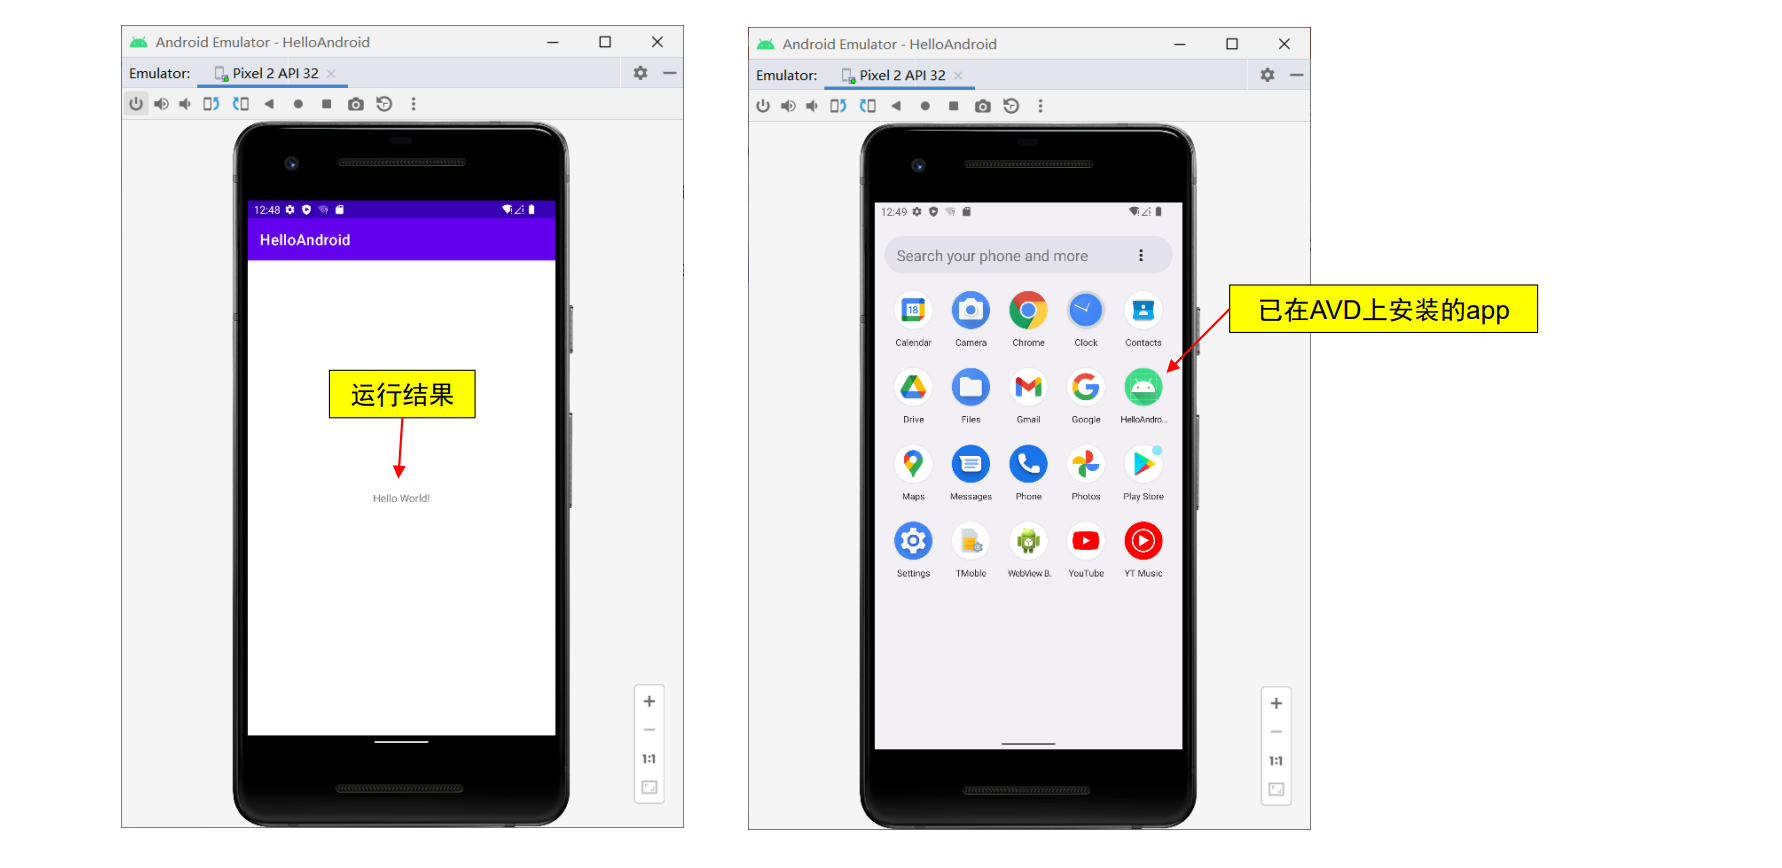 Android Emulator - HelloAndroid
Emulator: Pixel 2 API 32
12:48
HelloAndroid
运行结果
Hello World!
1:1
Android Emulator - HelloAndroid
Emulator: Pixel 2 API 32
12:49
Search your phone and more
已在AVD上安装的app
18
Calendar Camera Chrome Clock Contacts
Drive Files Gmail Google HelloAndro...
Maps Messages Phone Photos Play Store
Settings TMoble WebView B. YouTube YT Music
1:1